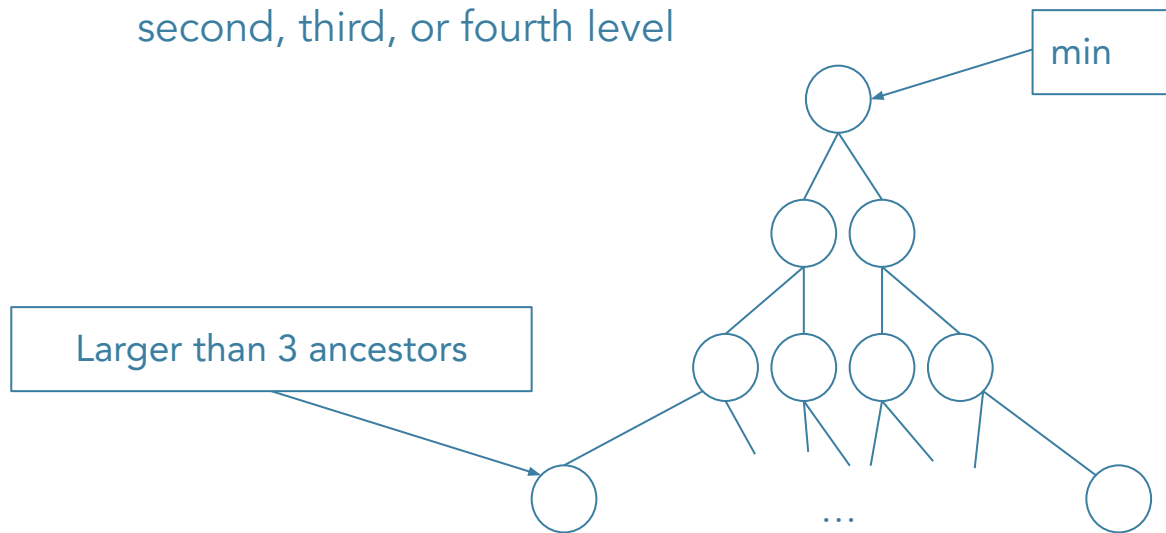 second, third, or fourth level
min
Larger than 3 ancestors
...